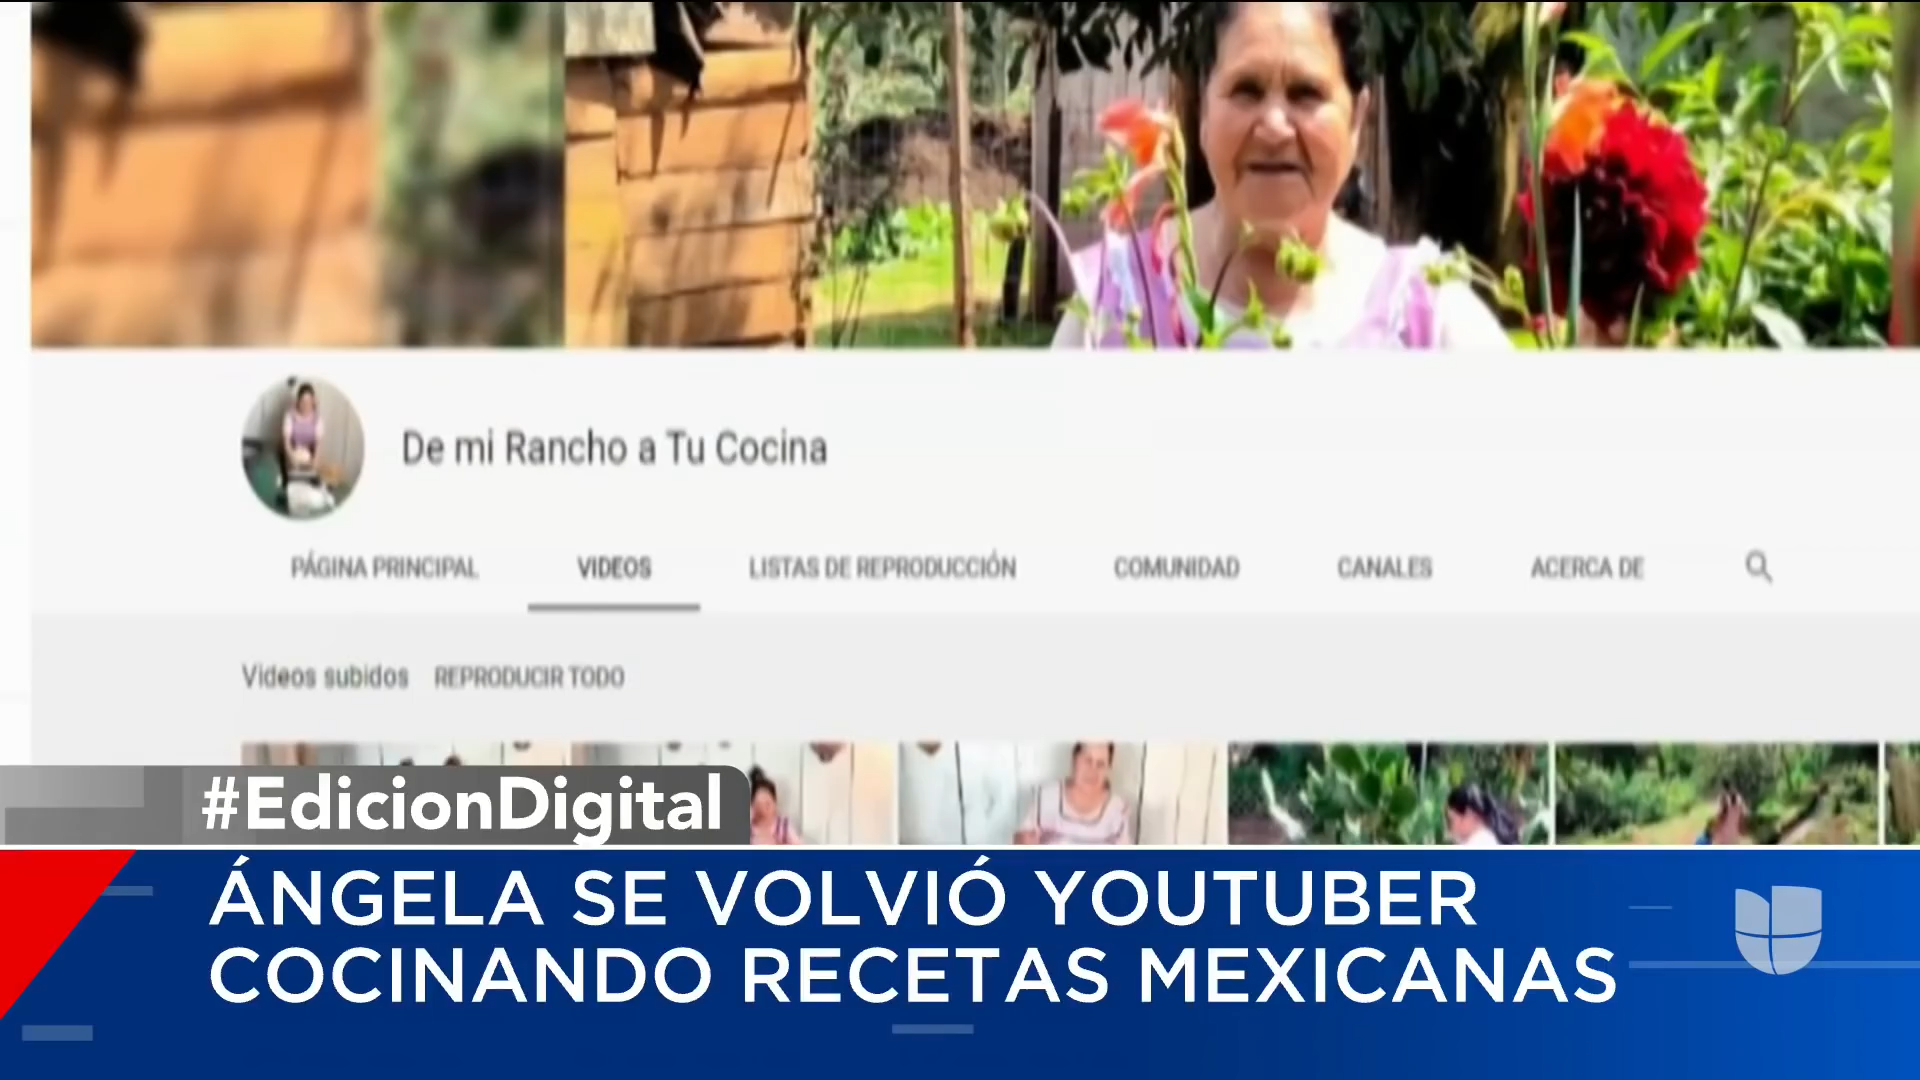 De mi Rancho a Tu Cocina
PÁGINA PRINCIPAL VIDEOS LISTAS DE REPRODUCCIÓN COMUNIDAD CANALES ACERCA DE
Videos subidos REPRODUCIR TODO
#EdicionDigital
ÁNGELA SE VOLVIÓ YOUTUBER
COCINANDO RECETAS MEXICANAS